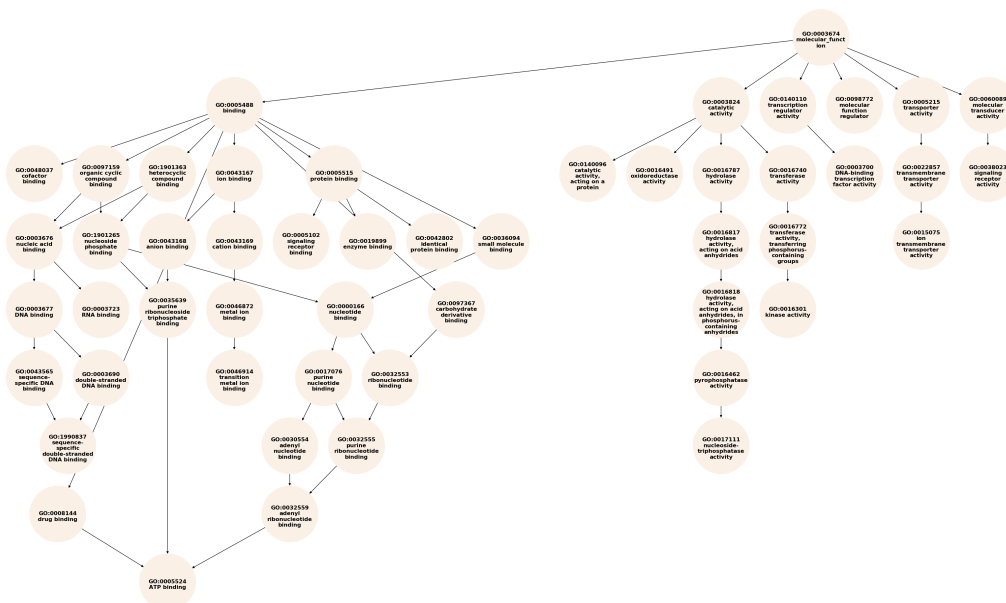 GO:0003674
molecular_funct
ion
GO:0005488
binding
GO:0003824
catalytic
activity
GO:0140110
transcription
regulator
activity
GO:0098772
molecular
function
regulator
GO:0005215
transporter
activity
GO:0060089
molecular
transducer
activity
GO:0048037
cofactor
binding
GO:0097159
organic cyclic
compound
binding
GO:1901363
heterocyclic
compound
binding
GO:0043167
ion binding
GO:0005515
protein binding
GO:0140096
catalytic
activity,
acting on a
protein
GO:0016491
oxidoreductase
activity
GO:0016787
hydrolase
activity
GO:0016740
transferase
activity
GO:0003700
DNA-binding
transcription
factor activity
GO:0022857
transmembrane
transporter
activity
GO:0038023
signaling
receptor
activity
GO:0003676
nucleic acid
binding
GO:1901265
nucleoside
phosphate
binding
GO:0043168
anion binding
GO:0043169
cation binding
GO:0005102
signaling
receptor
binding
GO:0019899
enzyme binding
GO:0042802
identical
protein binding
GO:0036094
small molecule
binding
GO:0016817
hydrolase
activity,
acting on acid
anhydrides
GO:0016772
transferase
activity,
transferring
phosphorus-
containing
groups
GO:0015075
ion
transmembrane
transporter
activity
GO:0003677
DNA binding
GO:0003723
RNA binding
GO:0035639
purine
ribonucleoside
triphosphate
binding
GO:0046872
metal ion
binding
GO:0000166
nucleotide
binding
GO:0097367
carbohydrate
derivative
binding
GO:0016818
hydrolase
activity,
acting on acid
anhydrides, in
phosphorus-
containing
anhydrides
GO:0016301
kinase activity
GO:0043565
sequence-
specific DNA
binding
GO:0003690
double-stranded
DNA binding
GO:0046914
transition
metal ion
binding
GO:0017076
purine
nucleotide
binding
GO:0032553
ribonucleotide
binding
GO:0016462
pyrophosphatase
activity
GO:1990837
sequence-
specific
double-stranded
DNA binding
GO:0030554
adenyl
nucleotide
binding
GO:0032555
purine
ribonucleotide
binding
GO:0017111
nucleoside-
triphosphatase
activity
GO:0008144
drug binding
GO:0032559
adenyl
ribonucleotide
binding
GO:0005524
ATP binding